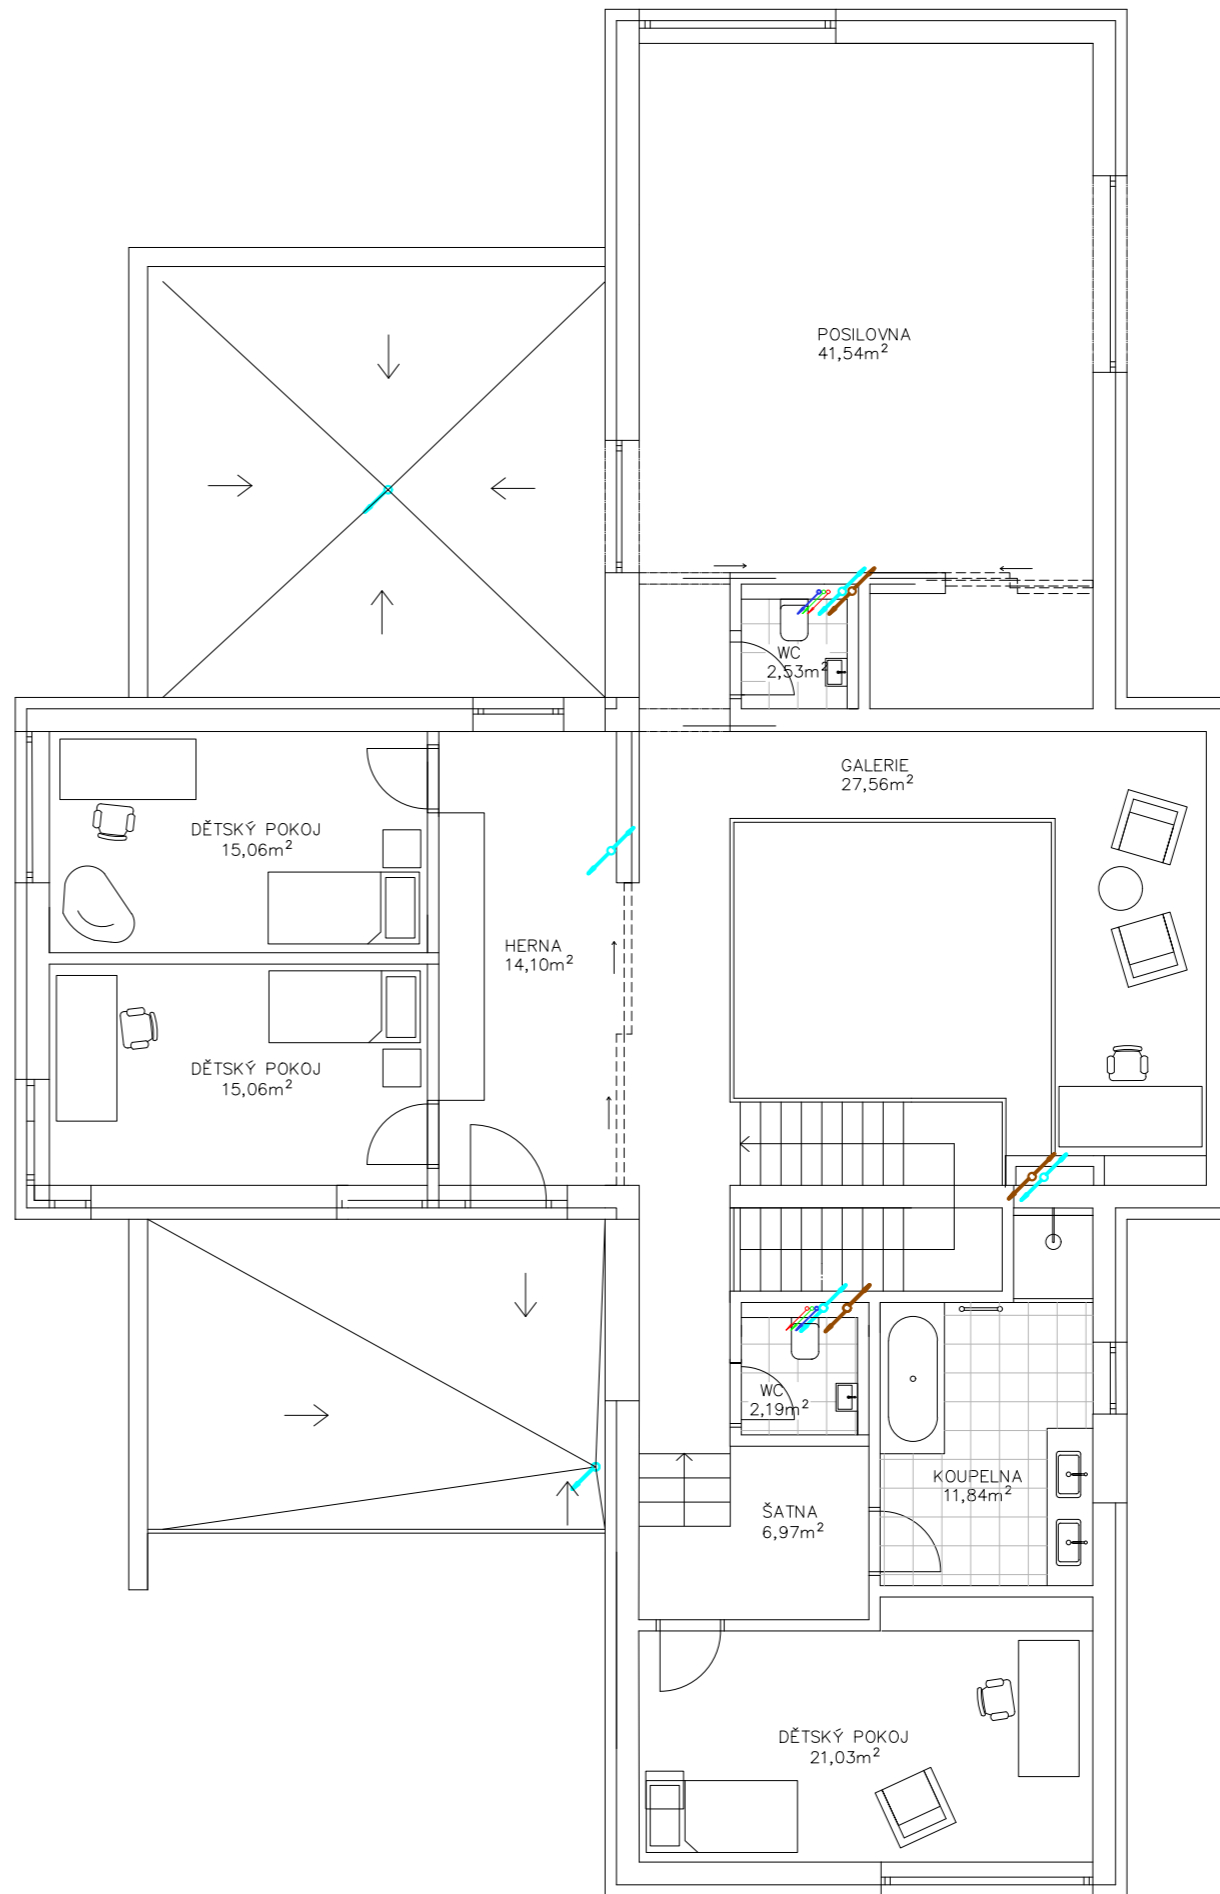 POSILOVNA
41,54m²
WC
2,53m²
GALERIE
27,56m²
DĚTSKÝ POKOJ
15,06m²
HERNA
14,10m²
DĚTSKÝ POKOJ
15,06m²
WC
2,19m²
KOUPELNA
11,84m²
ŠATNA
6,97m²
DĚTSKÝ POKOJ
21,03m²